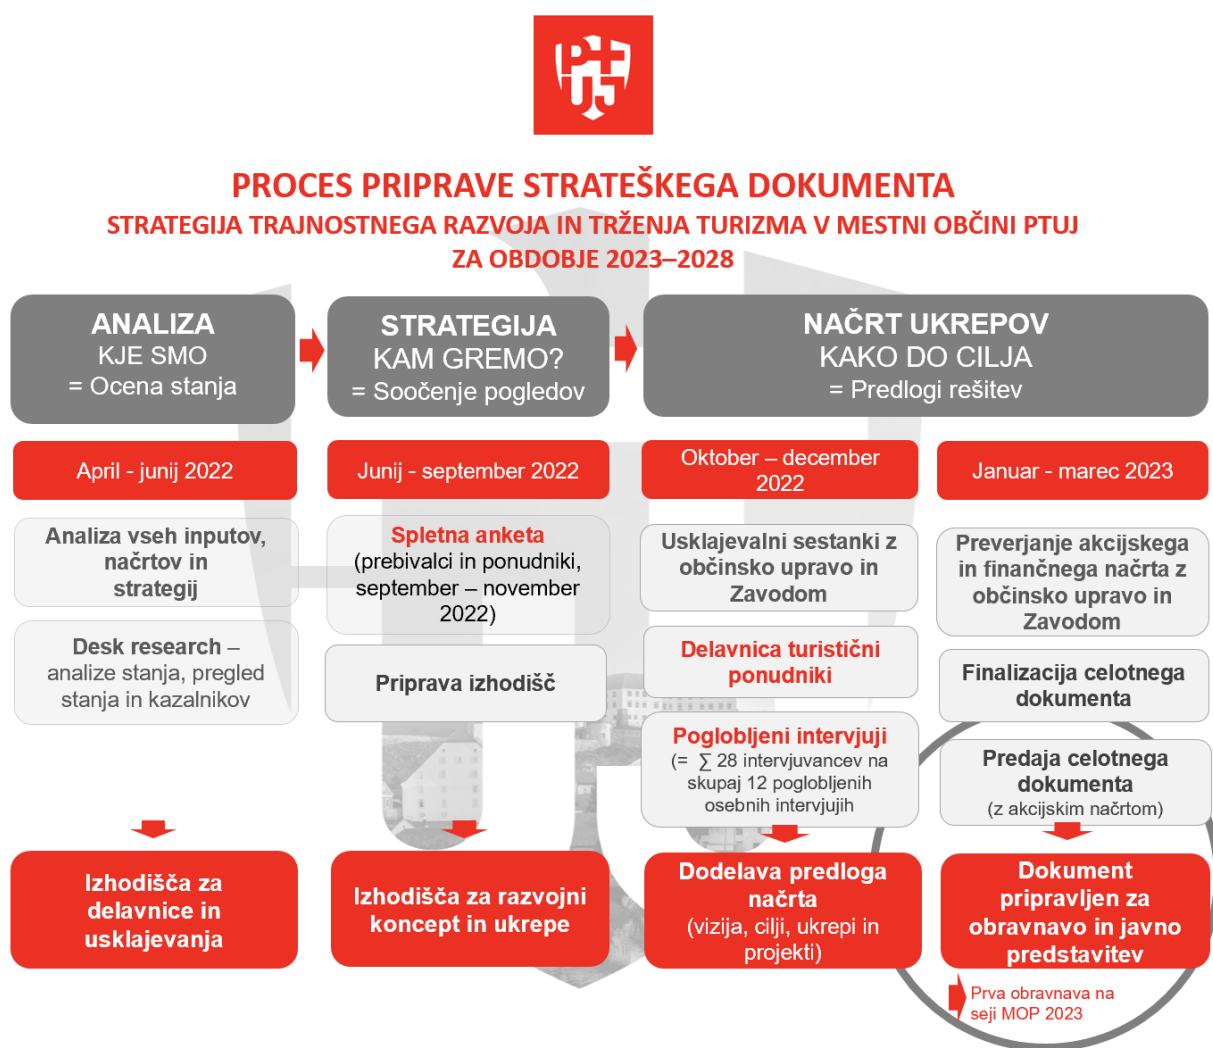 PTUJ
PROCES PRIPRAVE STRATEŠKEGA DOKUMENTA
STRATEGIJA TRAJNOSTNEGA RAZVOJA IN TRŽENJA TURIZMA V MESTNI OBČINI PTUJ
ZA OBDOBJE 2023–2028
ANALIZA
KJE SMO
= Ocena stanja
STRATEGIJA
KAM GREMO?
= Soočenje pogledov
NAČRT UKREPOV
KAKO DO CILJA
= Predlogi rešitev
April - junij 2022
Junij - september 2022
Oktober – december
2022
Januar - marec 2023
Analiza vseh inputov,
načrtov in
strategij
Desk research –
analize stanja, pregled
stanja in kazalnikov
Izhodišča za
delavnice in
usklajevanja
Spletna anketa
(prebivalci in ponudniki,
september – november
2022)
Priprava izhodišč
Izhodišča za razvojni
koncept in ukrepe
Usklajevalni sestanki z
občinsko upravo in
Zavodom
Delavnica turistični
ponudniki
Poglobljeni intervjuji
(= ∑ 28 intervjuvancev na
skupaj 12 poglobljenih
osebnih intervjujih
Dodelava predloga
načrta
(vizija, cilji, ukrepi in
projekti)
Preverjanje akcijskega
in finančnega načrta z
občinsko upravo in
Zavodom
Finalizacija celotnega
dokumenta
Predaja celotnega
dokumenta
(z akcijskim načrtom)
Dokument
pripravljen za
obravnavo in javno
predstavitev
Prva obravnava na
seji MOP 2023